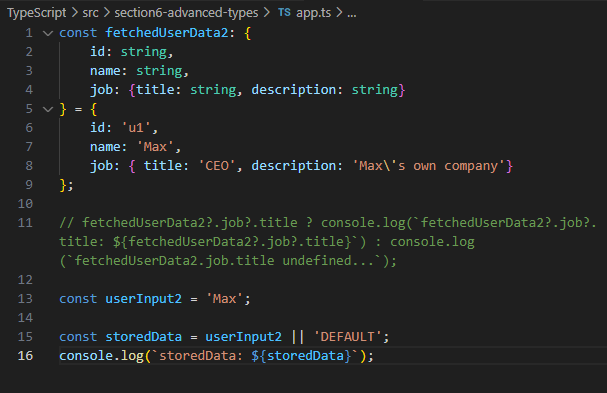 TypeScript > src > section6-advanced-types > TS app.ts > ...
1 const fetchedUserData2: {
2     id: string,
3     name: string,
4     job: {title: string, description: string}
5 } = {
6     id: 'u1',
7     name: 'Max',
8     job: { title: 'CEO', description: 'Max\'s own company'}
9 };
10
11 // fetchedUserData2?.job?.title ? console.log(`fetchedUserData2?.job?.
title: ${fetchedUserData2?.job?.title}`) : console.log
(`fetchedUserData2.job.title undefined...`);
12
13 const userInput2 = 'Max';
14
15 const storedData = userInput2 || 'DEFAULT';
16 console.log(`storedData: ${storedData}`);